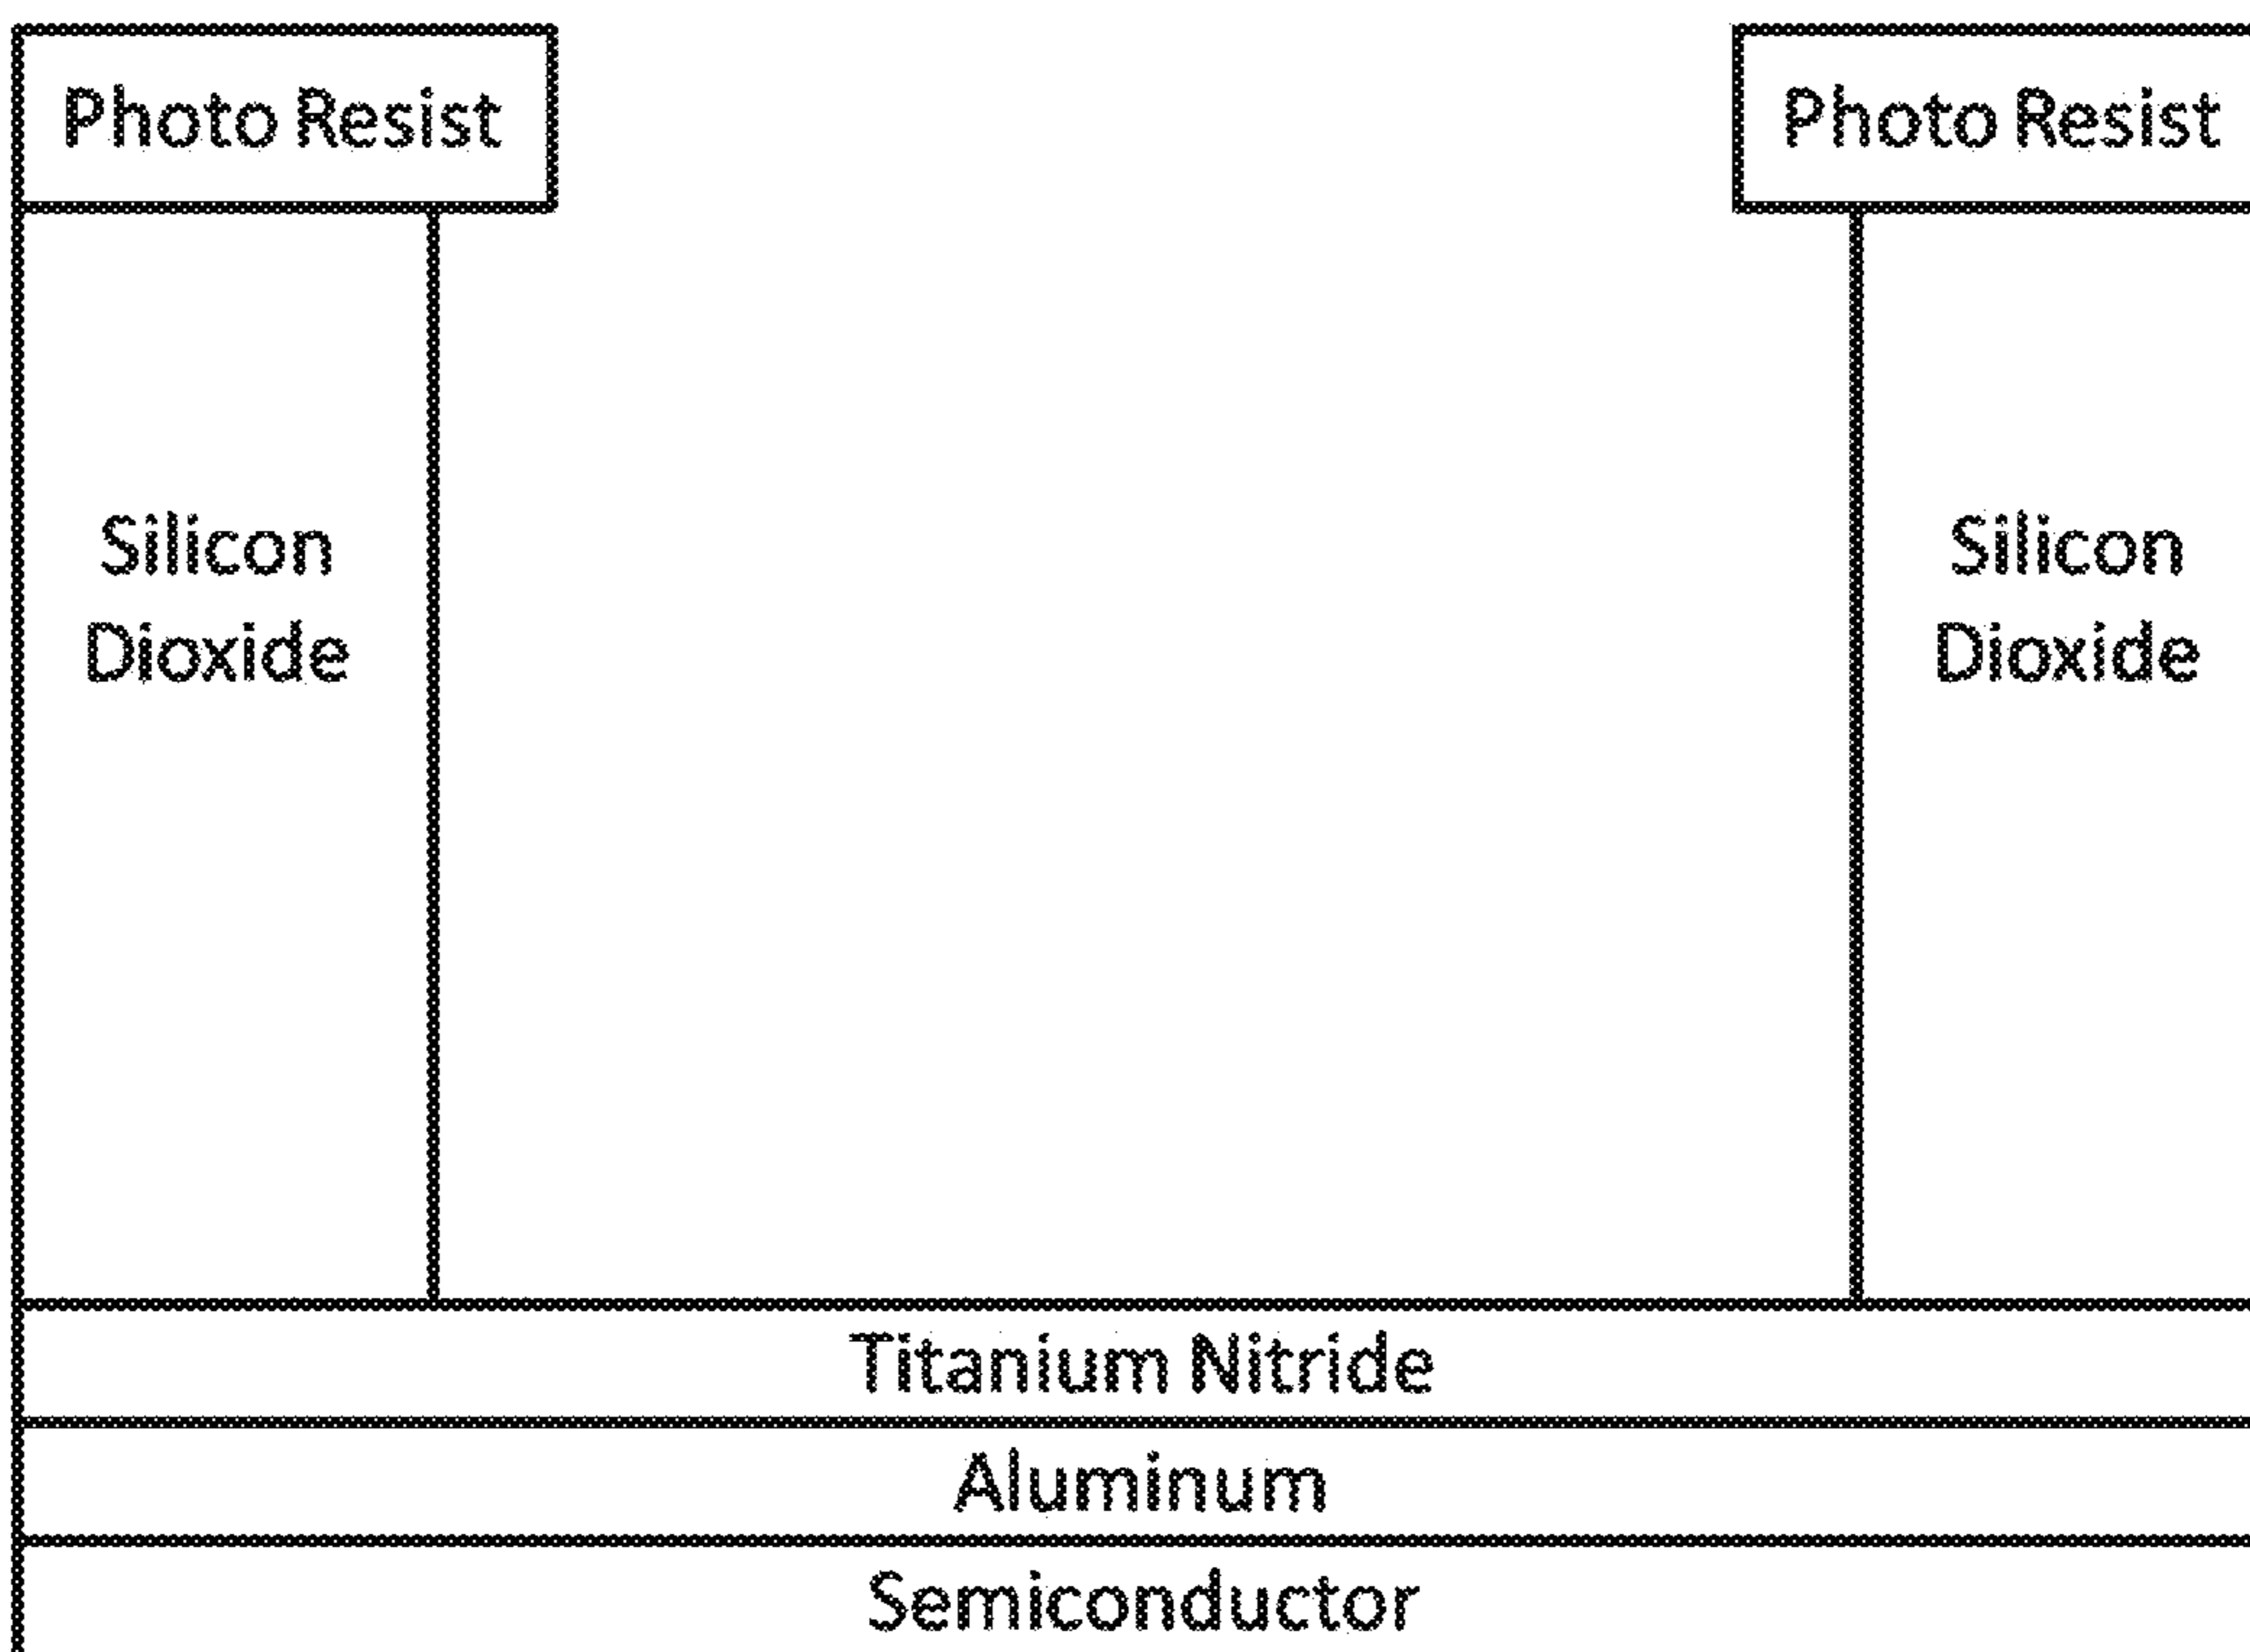 Photo Resist
Photo Resist
Silicon
Dioxide
Silicon
Dioxide
Titanium Nitride
Aluminum
Semiconductor